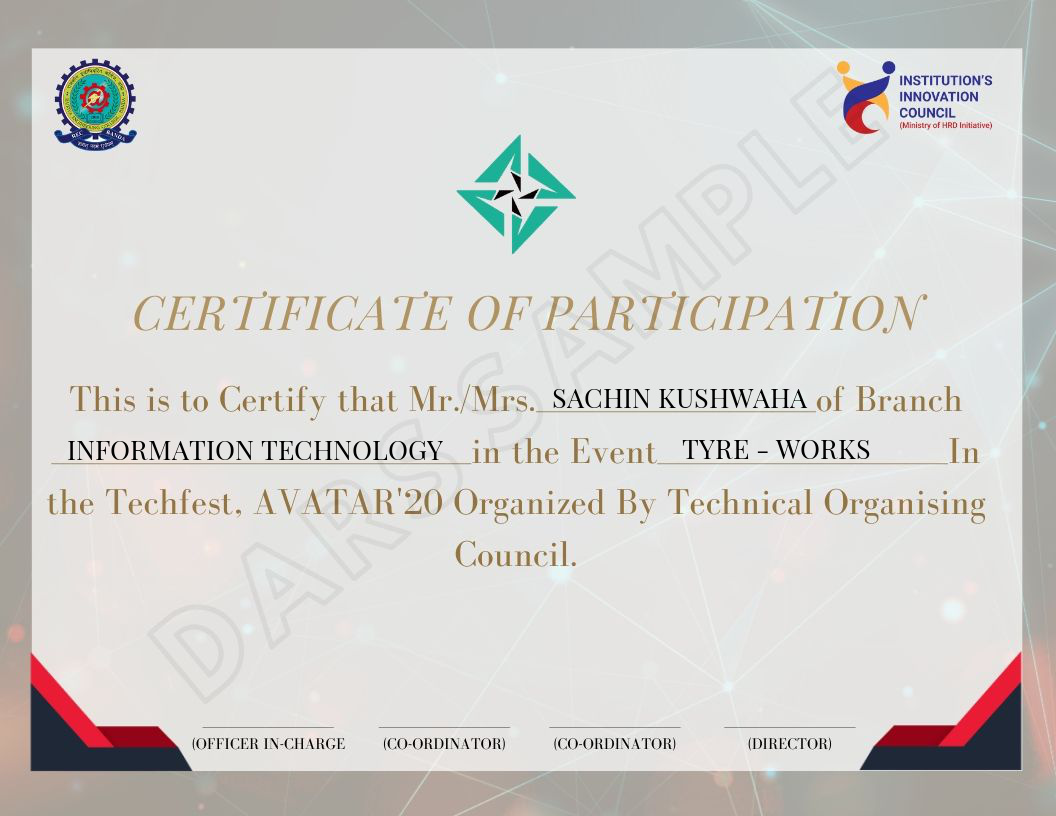 REC BANDA
INSTITUTION'S
INNOVATION
COUNCIL
(Ministry of HRD Initiative)
CERTIFICATE OF PARTICIPATION
This is to Certify that Mr./Mrs. SACHIN KUSHWAHA of Branch
INFORMATION TECHNOLOGY in the Event TYRE - WORKS In
the Techfest, AVATAR'20 Organized By Technical Organising
Council.
DARS SAMPLE
(OFFICER IN-CHARGE (CO-ORDINATOR) (CO-ORDINATOR) (DIRECTOR)